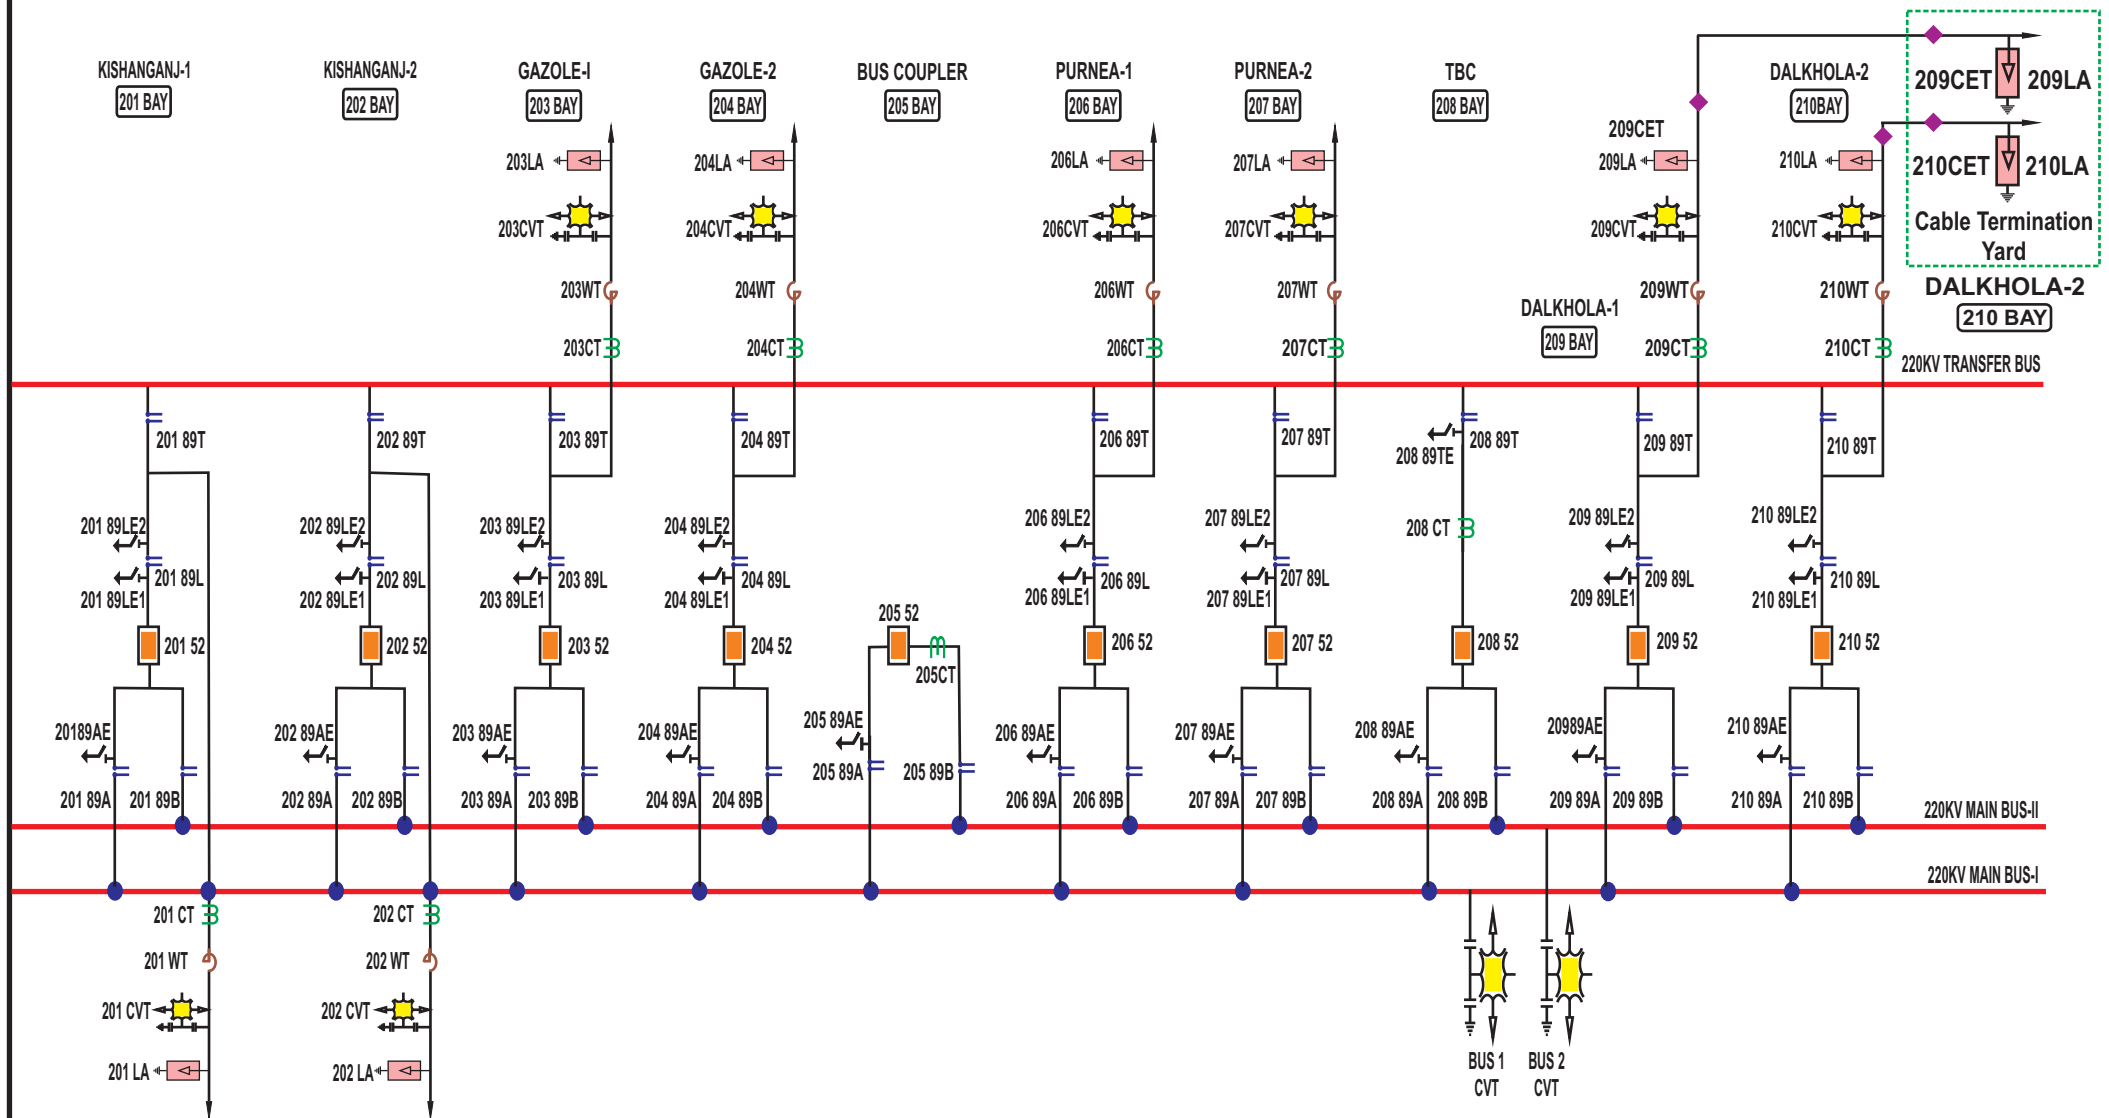 KISHANGANJ-1
201 BAY
KISHANGANJ-2
202 BAY
GAZOLE-I
203 BAY
GAZOLE-2
204 BAY
BUS COUPLER
205 BAY
PURNEA-1
206 BAY
PURNEA-2
207 BAY
TBC
208 BAY
DALKHOLA-2
210BAY
209CET
209LA
210CET
210LA
Cable Termination
Yard
DALKHOLA-2
210 BAY
203LA
204LA
206LA
207LA
209CET
209LA
210LA
203CVT
204CVT
206CVT
207CVT
209CVT
210CVT
203WT
204WT
206WT
207WT
209WT
210WT
DALKHOLA-1
209 BAY
203CT
204CT
206CT
207CT
209CT
210CT
220KV TRANSFER BUS
201 89T
202 89T
203 89T
204 89T
206 89T
207 89T
208 89T
208 89TE
209 89T
210 89T
201 89LE2
202 89LE2
203 89LE2
204 89LE2
206 89LE2
207 89LE2
208 CT
209 89LE2
210 89LE2
201 89L
202 89L
203 89L
204 89L
206 89L
207 89L
209 89L
210 89L
201 89LE1
202 89LE1
203 89LE1
204 89LE1
206 89LE1
207 89LE1
209 89LE1
210 89LE1
201 52
202 52
203 52
204 52
205 52
205CT
206 52
207 52
208 52
209 52
210 52
20189AE
202 89AE
203 89AE
204 89AE
205 89AE
206 89AE
207 89AE
208 89AE
20989AE
210 89AE
201 89A
201 89B
202 89A
202 89B
203 89A
203 89B
204 89A
204 89B
205 89A
205 89B
206 89A
206 89B
207 89A
207 89B
208 89A
208 89B
209 89A
209 89B
210 89A
210 89B
220KV MAIN BUS-II
220KV MAIN BUS-I
201 CT
202 CT
201 WT
202 WT
201 CVT
202 CVT
201 LA
202 LA
BUS 1
CVT
BUS 2
CVT